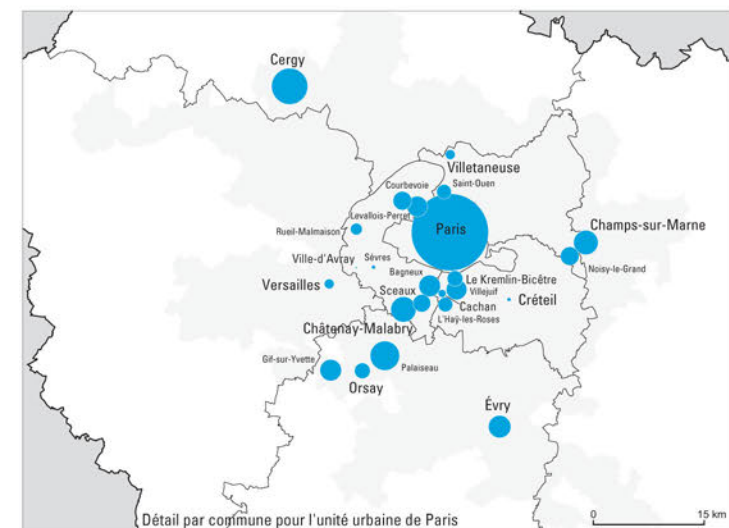 Cergy
Villetaneuse
Courbevoie
Saint-Ouen
Levallois-Perret
Paris
Champs-sur-Marne
Rueil-Malmaison
Ville-d'Avray
Sèvres
Noisy-le-Grand
Bagneux
Le Kremlin-Bicêtre
Versailles
Sceaux
Villejuif
Créteil
Cachan
L'Haÿ-les-Roses
Châtenay-Malabry
Gif-sur-Yvette
Palaiseau
Orsay
Évry
Détail par commune pour l'unité urbaine de Paris
0 15 km